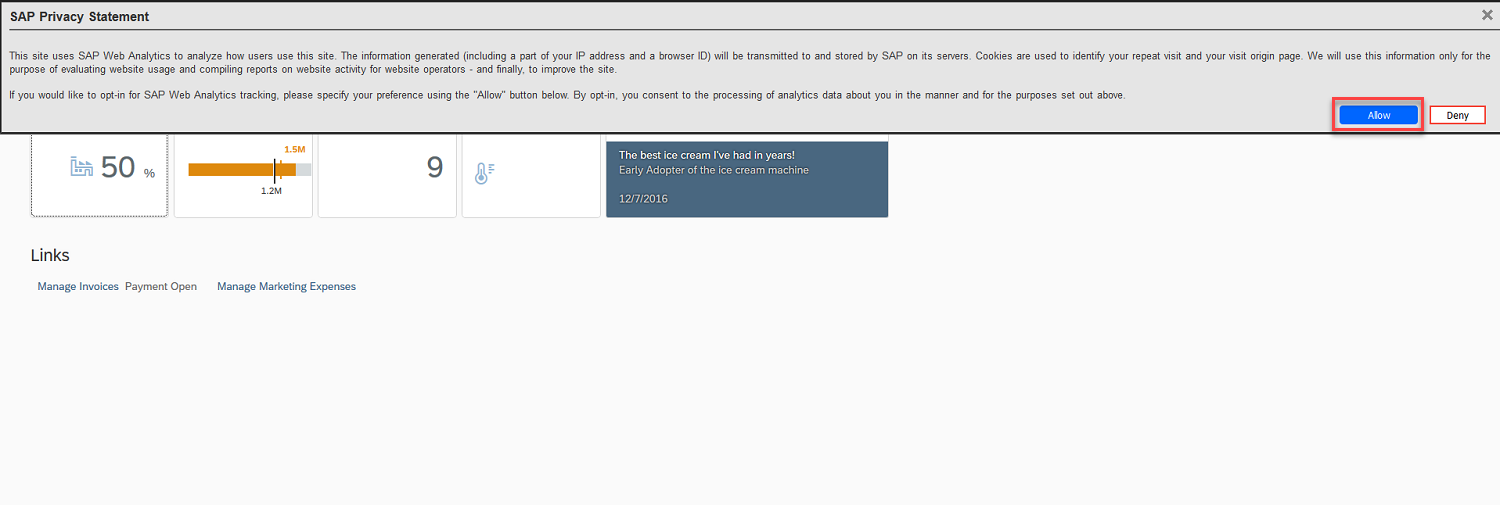 SAP Privacy Statement
This site uses SAP Web Analytics to analyze how users use this site. The information generated (including a part of your IP address and a browser ID) will be transmitted to and stored by SAP on its servers. Cookies are used to identify your repeat visit and your visit origin page. We will use this information only for the
purpose of evaluating website usage and compiling reports on website activity for website operators - and finally, to improve the site.
If you would like to opt-in for SAP Web Analytics tracking, please specify your preference using the "Allow" button below. By opt-in, you consent to the processing of analytics data about you in the manner and for the purposes set out above.
Allow Deny
50 %
1.5M
1.2M
9
The best ice cream I've had in years!
Early Adopter of the ice cream machine
12/7/2016
Links
Manage Invoices Payment Open Manage Marketing Expenses